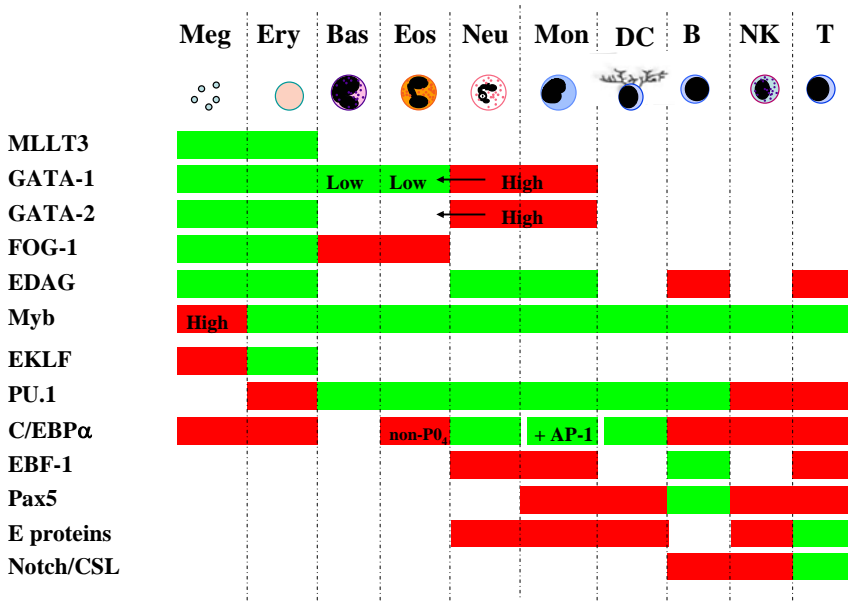 Meg Ery Bas Eos Neu Mon DC B NK T
MLLT3
GATA-1 Low Low High
GATA-2 High
FOG-1
EDAG
Myb High
EKLF
PU.1
C/EBPα non-P0₄ + AP-1
EBF-1
Pax5
E proteins
Notch/CSL